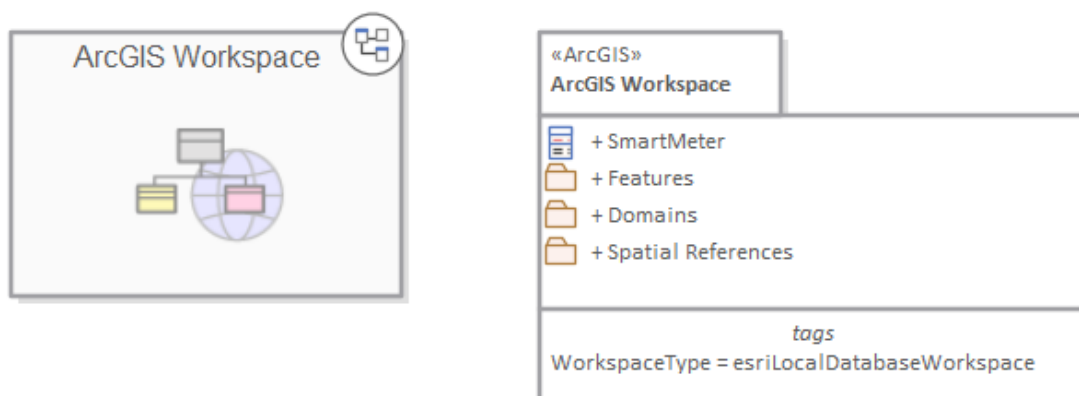 ArcGIS Workspace
«ArcGIS»
ArcGIS Workspace
+ SmartMeter
+ Features
+ Domains
+ Spatial References
tags
WorkspaceType = esriLocalDatabaseWorkspace